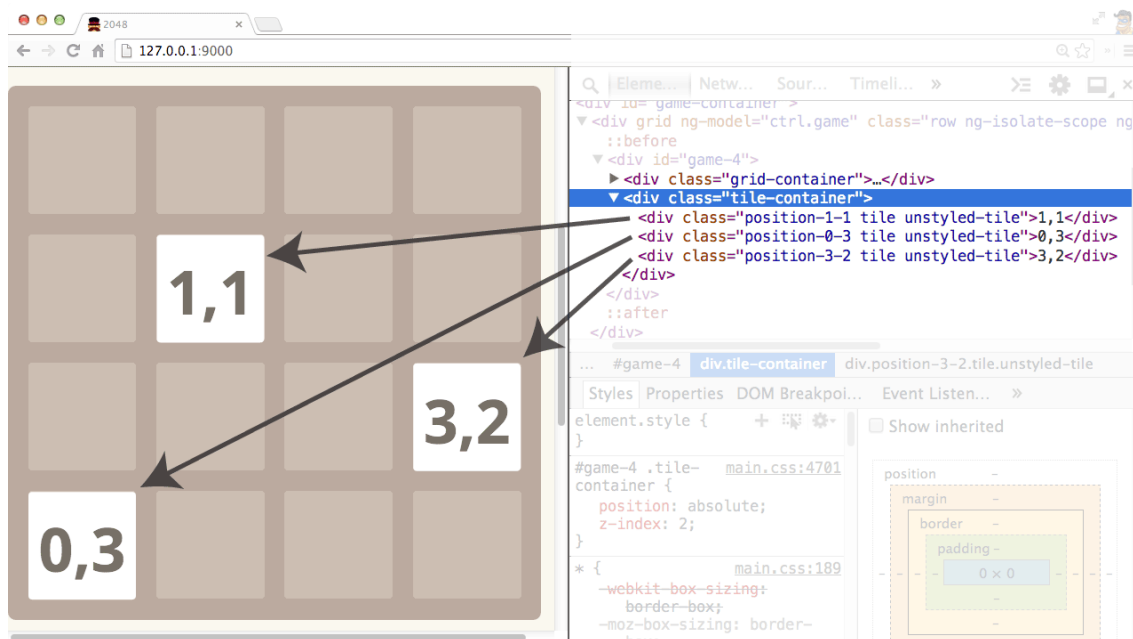 2048 ×
127.0.0.1:9000
Eleme... Netw... Sour... Timeli... »
<div id="game-container">
▼<div grid ng-model="ctrl.game" class="row ng-isolate-scope ng
::before
▼<div id="game-4">
▶<div class="grid-container">…</div>
▼<div class="tile-container">
<div class="position-1-1 tile unstyled-tile">1,1</div>
<div class="position-0-3 tile unstyled-tile">0,3</div>
<div class="position-3-2 tile unstyled-tile">3,2</div>
</div>
</div>
::after
</div>
1,1
3,2
0,3
... #game-4 div.tile-container div.position-3-2.tile.unstyled-tile
Styles Properties DOM Breakpoi... Event Listen... »
element.style {
}
#game-4 .tile- main.css:4701
container {
position: absolute;
z-index: 2;
}
* { main.css:189
-webkit-box-sizing:
border-box;
-moz-box-sizing: border-
Show inherited
position –
margin –
border –
padding –
– – – 0 × 0 – – –
–
–